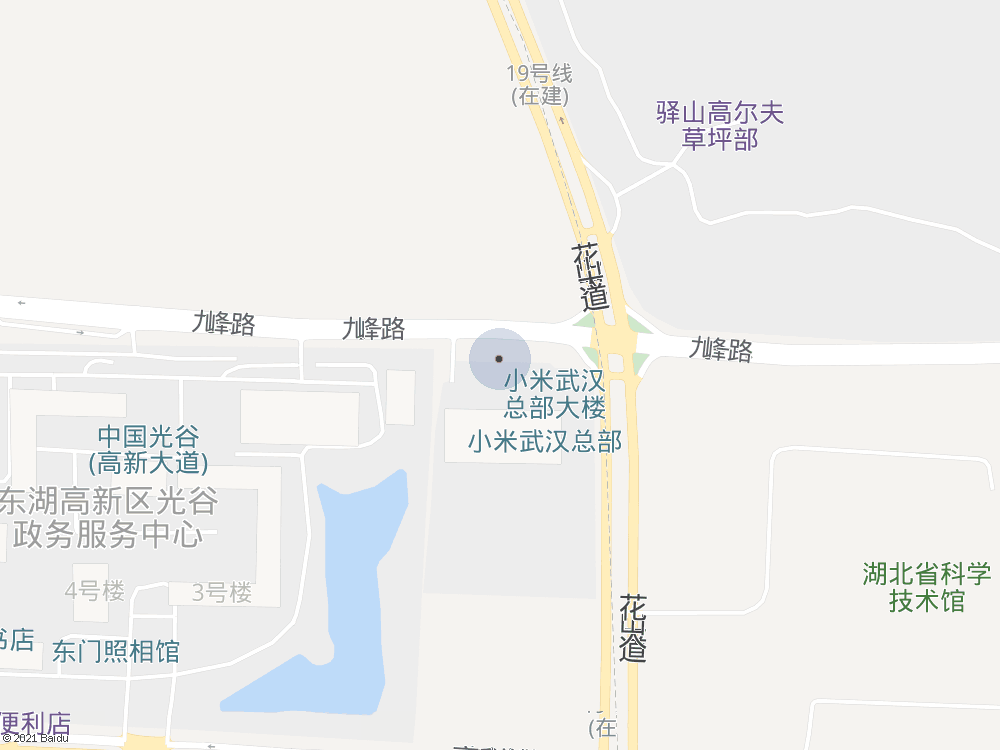 19号线
(在建)
驿山高尔夫
草坪部
花山大道
九峰路
九峰路
九峰路
小米武汉
总部大楼
小米武汉总部
中国光谷
(高新大道)
东湖高新区光谷
政务服务中心
4号楼
3号楼
湖北省科学
技术馆
花山大道
书店
东门照相馆
便利店
(在
© 2021 Baidu